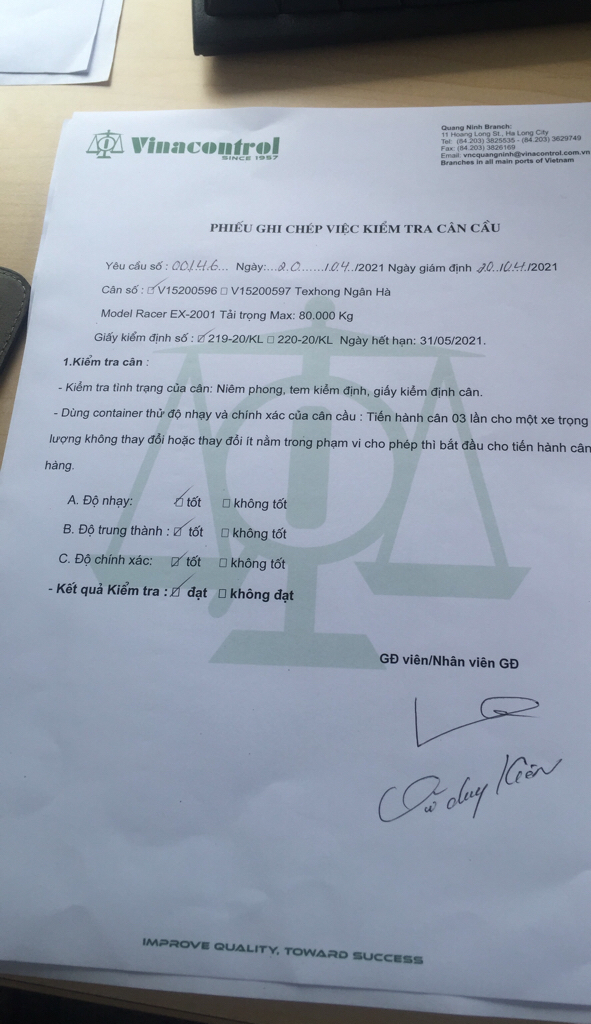 Vinacontrol
SINCE 1957
Quang Ninh Branch:
11 Hoang Long St., Ha Long City
Tel: (84.203) 3825535 - (84.203) 3629749
Fax: (84.203) 3826169
Email: vncquangninh@vinacontrol.com.vn
Branches in all main ports of Vietnam
PHIẾU GHI CHÉP VIỆC KIỂM TRA CẢN CẦU
Yêu cầu số : 00146... Ngày:...20....../.04../2021 Ngày giám định 20../04./2021
Cân số : ☑ V15200596 ☐ V15200597 Texhong Ngân Hà
Model Racer EX-2001 Tải trọng Max: 80.000 Kg
Giấy kiểm định số : ☑ 219-20/KL ☐ 220-20/KL Ngày hết hạn: 31/05/2021.
1.Kiểm tra cân :
- Kiểm tra tình trạng của cân: Niêm phong, tem kiểm định, giấy kiểm định cân.
- Dùng container thử độ nhạy và chính xác của cân cầu : Tiến hành cân 03 lần cho một xe trọng
lượng không thay đổi hoặc thay đổi ít nằm trong phạm vi cho phép thì bắt đầu cho tiến hành cân
hàng.
A. Độ nhạy: ☑ tốt ☐ không tốt
B. Độ trung thành : ☑ tốt ☐ không tốt
C. Độ chính xác: ☑ tốt ☐ không tốt
- Kết quả Kiểm tra : ☑ đạt ☐ không đạt
GĐ viên/Nhân viên GĐ
duy Kiên
IMPROVE QUALITY, TOWARD SUCCESS